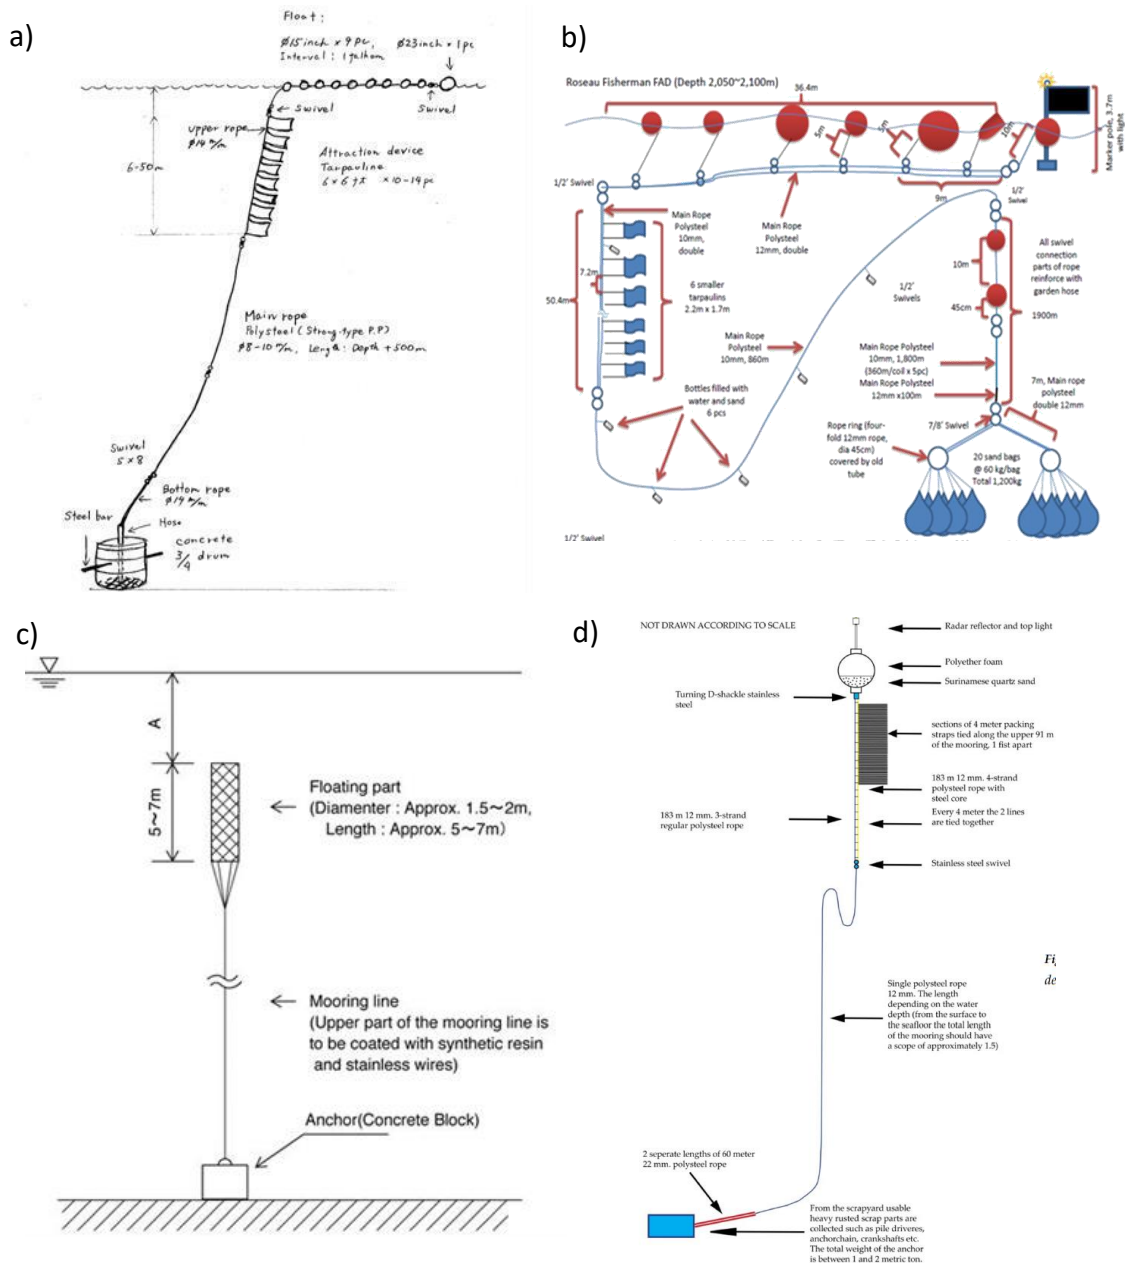 a)
Float :
Ø15inch x 9 pc,   Ø23inch x 1pc
Interval : 1 fathom
swivel
Swivel
upper rope
Ø14 m/m
6-50m
Attraction device
Tarpauline
6 x 6 ft   x 10-14 pc
Main rope
Polysteel (Strong-type P.P)
Ø8-10 m/m, Length: Depth + 500m
Swivel
5 x 8
Bottom rope
Ø14 m/m
Steel bar
Hose
concrete
3/4 drum
b)
Roseau Fisherman FAD (Depth 2,050~2,100m)
36.4m
5m
5m
10m
Marker pole, 3.7m
with light
1/2' Swivel
9m
1/2'
Swivel
Main Rope
Polysteel
10mm,
double
Main Rope
Polysteel
12mm, double
7.2m
50.4m
6 smaller
tarpaulins
2.2m x 1.7m
10m
1/2'
Swivels
45cm
All swivel
connection
parts of rope
reinforce with
garden hose
1900m
Main Rope
Polysteel
10mm, 860m
Main Rope Polysteel
10mm, 1,800m
(360m/coil x 5pc)
Main Rope Polysteel
12mm x100m
7m, Main rope
polysteel
double 12mm
Bottles filled with
water and sand
6 pcs
7/8' Swivel
Rope ring (four-
fold 12mm rope,
dia 45cm)
covered by old
tube
20 sand bags
@ 60 kg/bag
Total 1,200kg
1/2' Swivel
c)
A
5~7m
Floating part
(Diamenter : Approx. 1.5~2m,
Length : Approx. 5~7m)
Mooring line
(Upper part of the mooring line is
to be coated with synthetic resin
and stainless wires)
Anchor(Concrete Block)
d)
NOT DRAWN ACCORDING TO SCALE
Radar reflector and top light
Polyether foam
Surinamese quartz sand
Turning D-shackle stainless
steel
sections of 4 meter packing
straps tied along the upper 91 m
of the mooring, 1 fist apart
183 m 12 mm. 4-strand
polysteel rope with
steel core
183 m 12 mm. 3-strand
regular polysteel rope
Every 4 meter the 2 lines
are tied together
Stainless steel swivel
Fi
de
Single polysteel rope
12 mm. The length
depending on the water
depth (from the surface to
the seafloor the total length
of the mooring should have
a scope of approximately 1.5)
2 seperate lengths of 60 meter
22 mm. polysteel rope
From the scrapyard usable
heavy rusted scrap parts are
collected such as pile driveres,
anchorchain, crankshafts etc.
The total weight of the anchor
is between 1 and 2 metric ton.